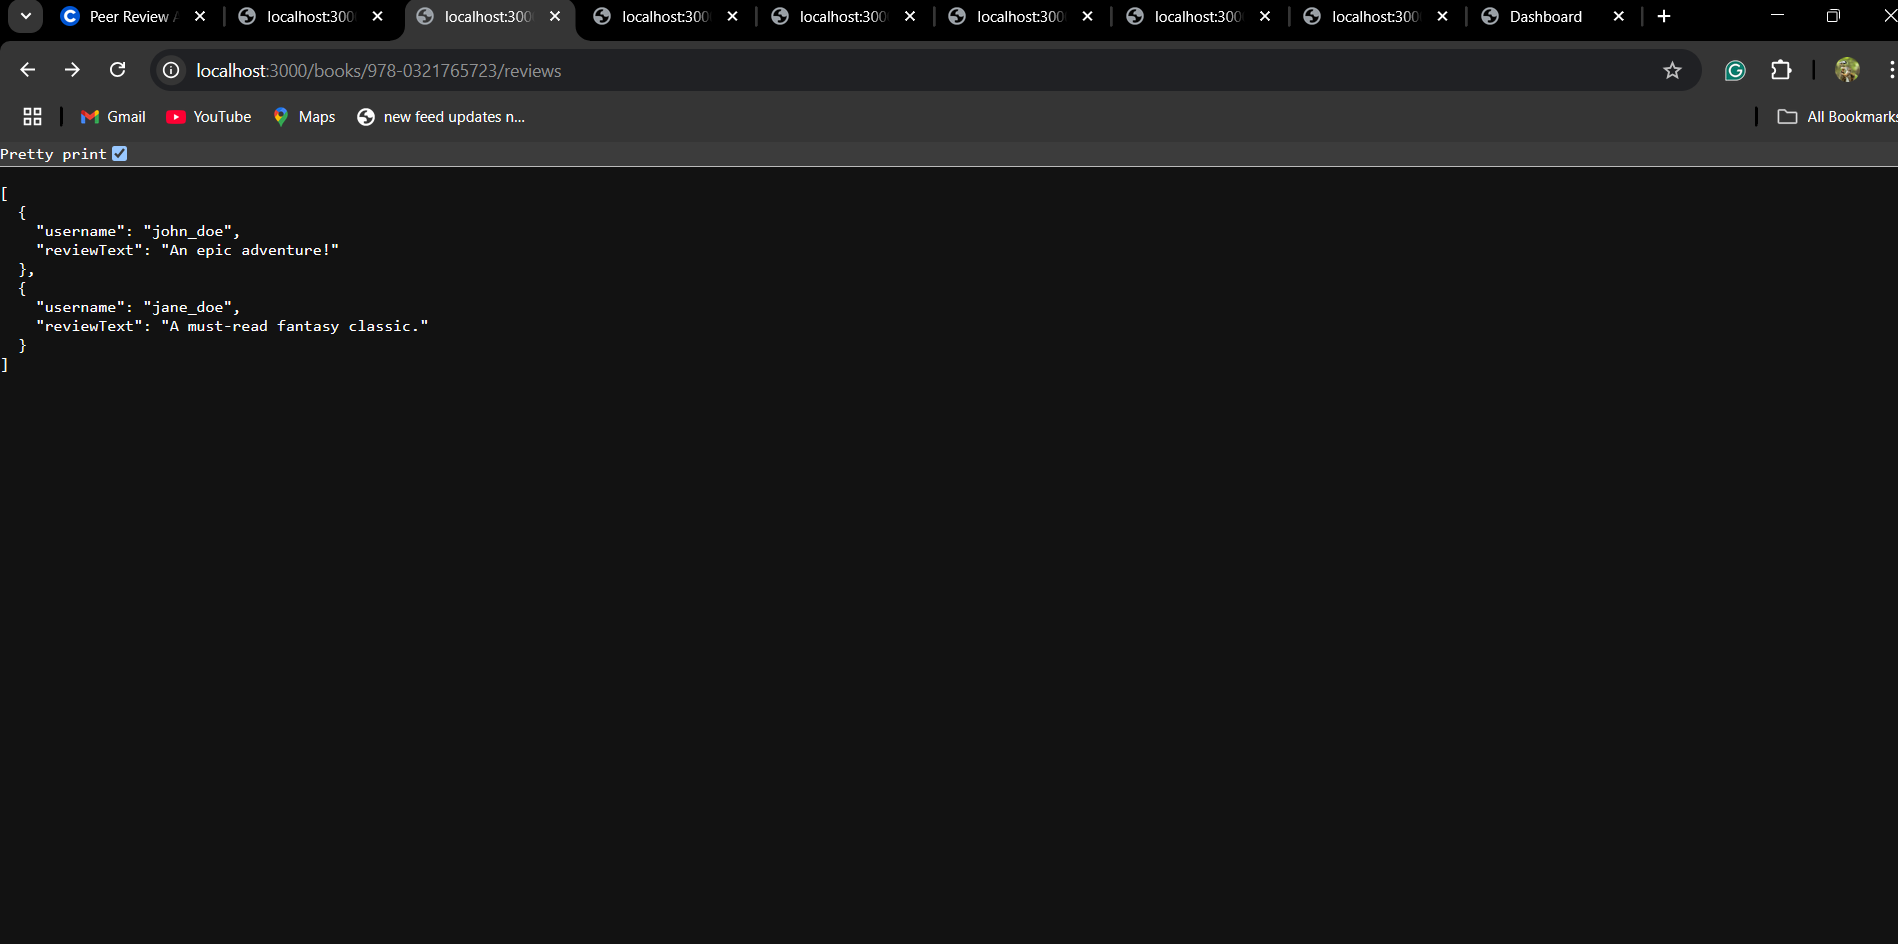 Peer Review
localhost:300
localhost:300
localhost:300
localhost:300
localhost:300
localhost:300
localhost:300
Dashboard
localhost:3000/books/978-0321765723/reviews
Gmail
YouTube
Maps
new feed updates n...
All Bookmarks
Pretty print
[
  {
    "username": "john_doe",
    "reviewText": "An epic adventure!"
  },
  {
    "username": "jane_doe",
    "reviewText": "A must-read fantasy classic."
  }
]